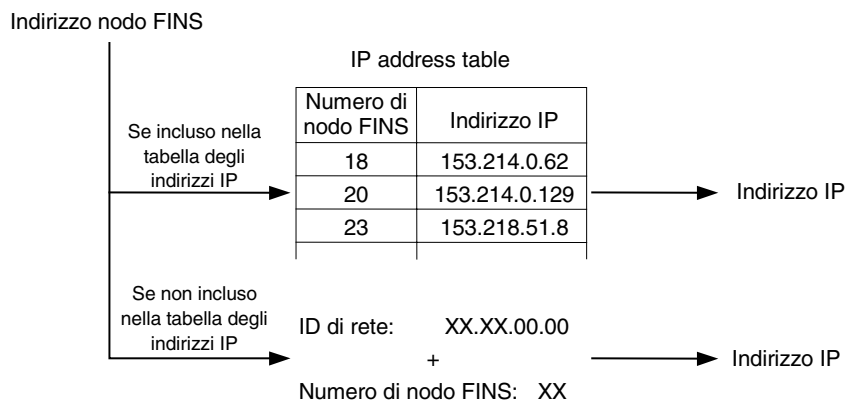 Indirizzo nodo FINS
IP address table
Numero di
nodo FINS
Indirizzo IP
18
153.214.0.62
20
153.214.0.129
23
153.218.51.8
Se incluso nella
tabella degli
indirizzi IP
Indirizzo IP
Se non incluso
nella tabella degli
indirizzi IP
ID di rete: XX.XX.00.00
+
Numero di nodo FINS: XX
Indirizzo IP